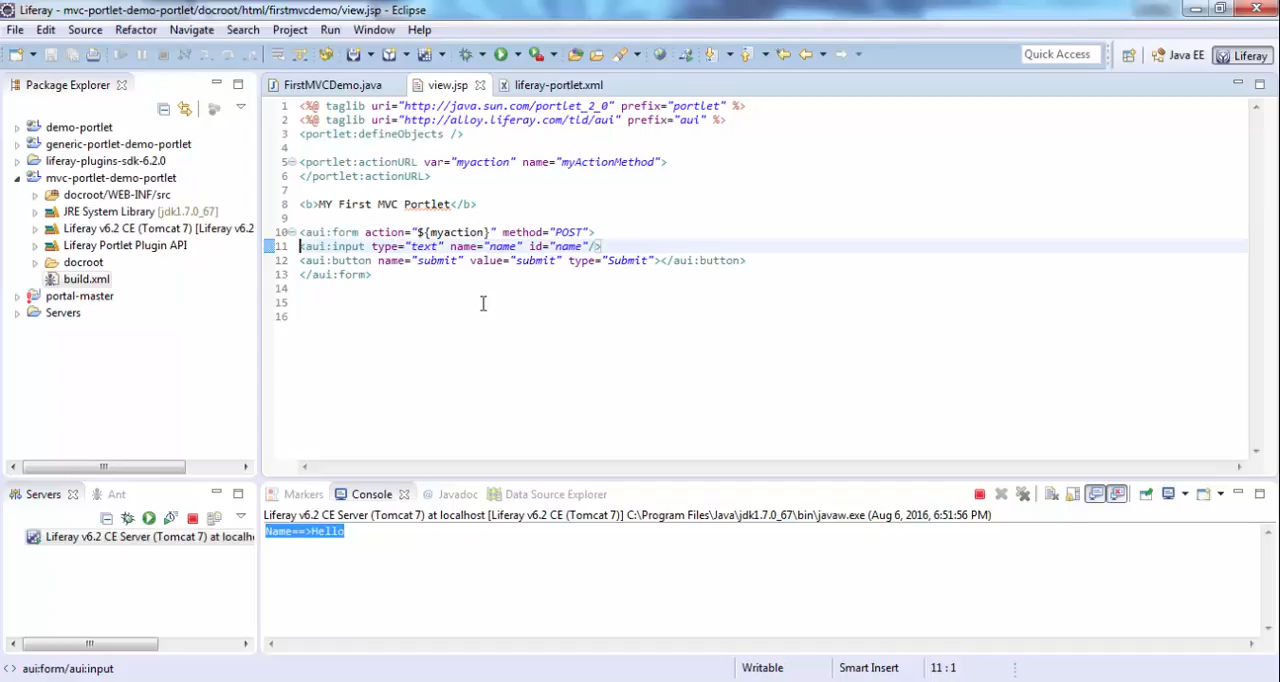 Liferay - mvc-portlet-demo-portlet/docroot/html/firstmvcdemo/view.jsp - Eclipse
File Edit Source Refactor Navigate Search Project Run Window Help
Quick Access Java EE Liferay
Package Explorer
demo-portlet
generic-portlet-demo-portlet
liferay-plugins-sdk-6.2.0
mvc-portlet-demo-portlet
docroot/WEB-INF/src
JRE System Library [jdk1.7.0_67]
Liferay v6.2 CE (Tomcat 7) [Liferay v6.2
Liferay Portlet Plugin API
docroot
build.xml
portal-master
Servers
FirstMVCDemo.java view.jsp liferay-portlet.xml
1 <%@ taglib uri="http://java.sun.com/portlet_2_0" prefix="portlet" %>
2 <%@ taglib uri="http://alloy.liferay.com/tld/aui" prefix="aui" %>
3 <portlet:defineObjects />
4
5 <portlet:actionURL var="myaction" name="myActionMethod">
6 </portlet:actionURL>
7
8 <b>MY First MVC Portlet</b>
9
10 <aui:form action="${myaction}" method="POST">
11 <aui:input type="text" name="name" id="name"/>
12 <aui:button name="submit" value="submit" type="Submit"></aui:button>
13 </aui:form>
14
15
16
Servers Ant
Liferay v6.2 CE Server (Tomcat 7) at localh
Markers Console Javadoc Data Source Explorer
Liferay v6.2 CE Server (Tomcat 7) at localhost [Liferay v6.2 CE (Tomcat 7)] C:\Program Files\Java\jdk1.7.0_67\bin\javaw.exe (Aug 6, 2016, 6:51:56 PM)
Name==>Hello
aui:form/aui:input Writable Smart Insert 11 : 1